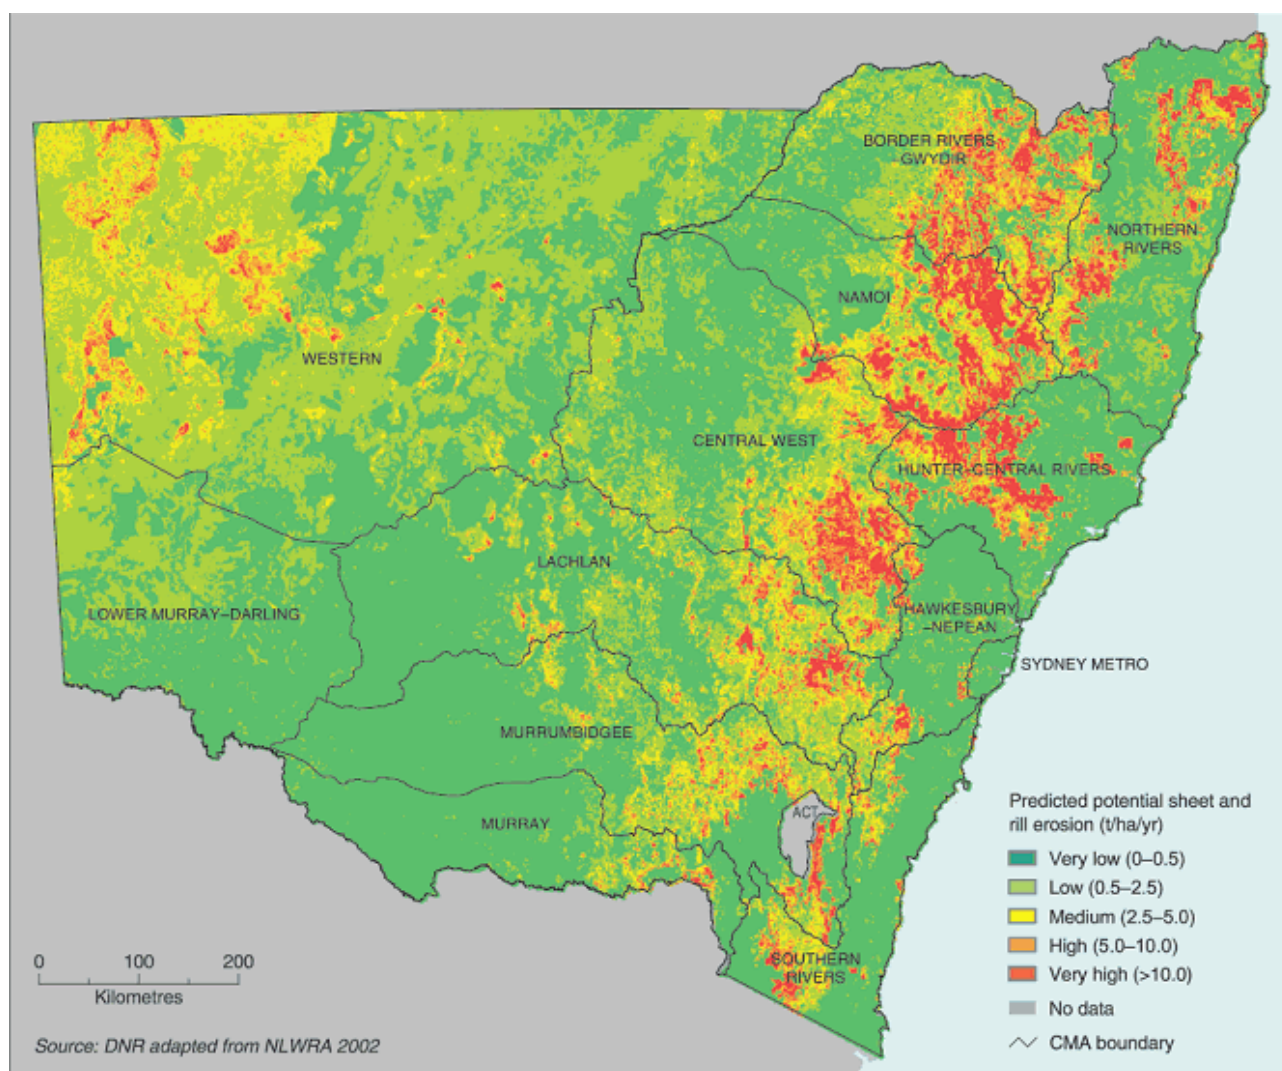 BORDER RIVERS
GWYDIR
NORTHERN
RIVERS
NAMOI
WESTERN
CENTRAL WEST
HUNTER–CENTRAL RIVERS
LACHLAN
LOWER MURRAY–DARLING
HAWKESBURY
–NEPEAN
SYDNEY METRO
MURRUMBIDGEE
MURRAY
ACT
SOUTHERN
RIVERS
Predicted potential sheet and
rill erosion (t/ha/yr)
Very low (0–0.5)
Low (0.5–2.5)
Medium (2.5–5.0)
High (5.0–10.0)
Very high (>10.0)
No data
CMA boundary
0 100 200
Kilometres
Source: DNR adapted from NLWRA 2002